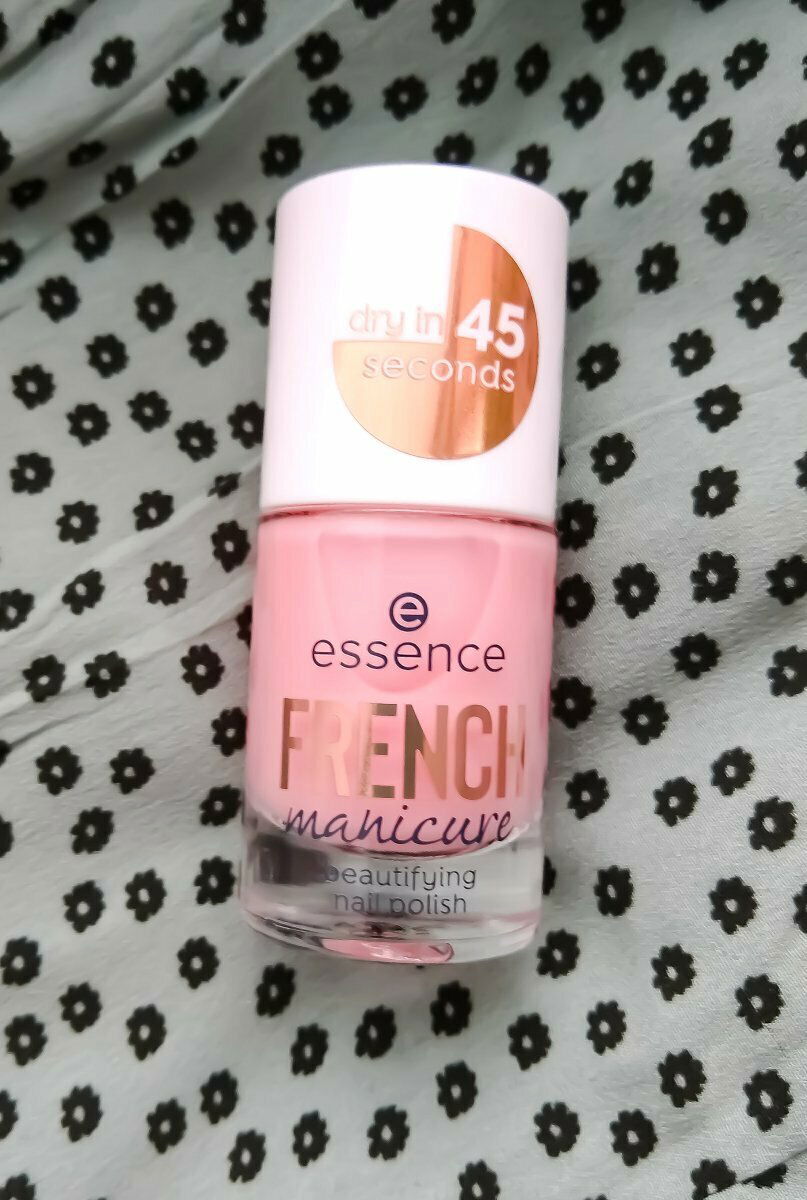 dry in 45
seconds
e
essence
FRENCH
manicure
beautifying
nail polish